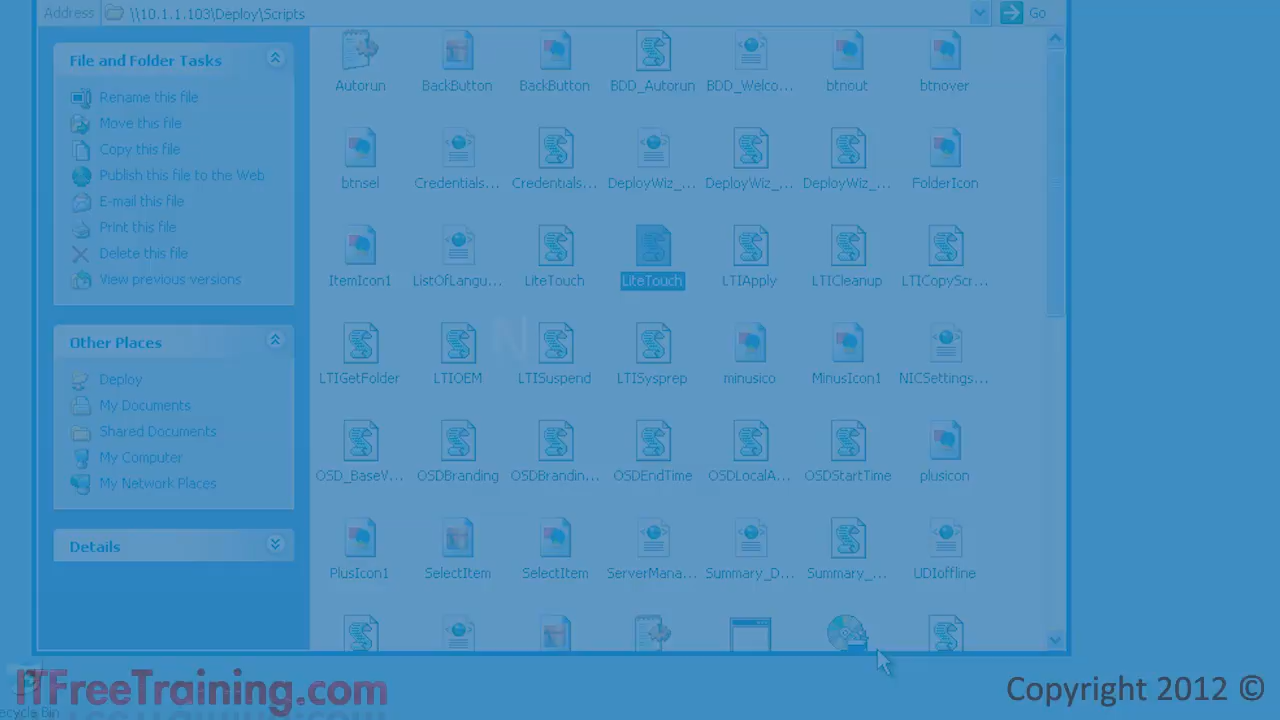 Address \\10.1.1.103\Deploy\Scripts Go
File and Folder Tasks
Rename this file
Move this file
Copy this file
Publish this file to the Web
E-mail this file
Print this file
Delete this file
View previous versions
Other Places
Deploy
My Documents
Shared Documents
My Computer
My Network Places
Details
Autorun BackButton BackButton BDD_Autorun BDD_Welco... btnout btnover
btnsel Credentials... Credentials... DeployWiz_... DeployWiz_... DeployWiz_... FolderIcon
ItemIcon1 ListOfLangu... LiteTouch LiteTouch LTIApply LTICleanup LTICopyScr...
LTIGetFolder LTIOEM LTISuspend LTISysprep minusico MinusIcon1 NICSettings...
OSD_BaseV... OSDBranding OSDBrandin... OSDEndTime OSDLocalA... OSDStartTime plusicon
PlusIcon1 SelectItem SelectItem ServerMana... Summary_D... Summary_... UDIoffline
ITFreeTraining.com
Recycle Bin
Copyright 2012 ©